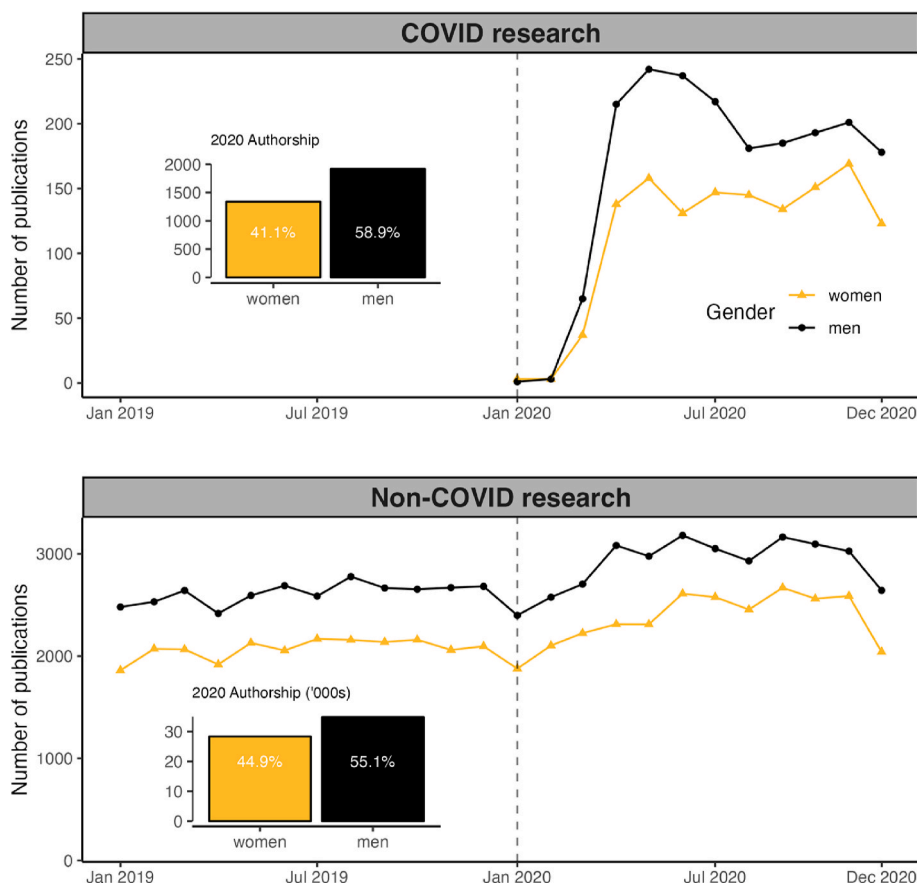 COVID research
Number of publications
250
200
150
100
50
0
2020 Authorship
2000
1500
1000
500
0
41.1%
58.9%
women
men
Gender
women
men
Jan 2019
Jul 2019
Jan 2020
Jul 2020
Dec 2020
Non-COVID research
Number of publications
3000
2000
1000
0
2020 Authorship ('000s)
30
20
10
0
44.9%
55.1%
women
men
Jan 2019
Jul 2019
Jan 2020
Jul 2020
Dec 2020